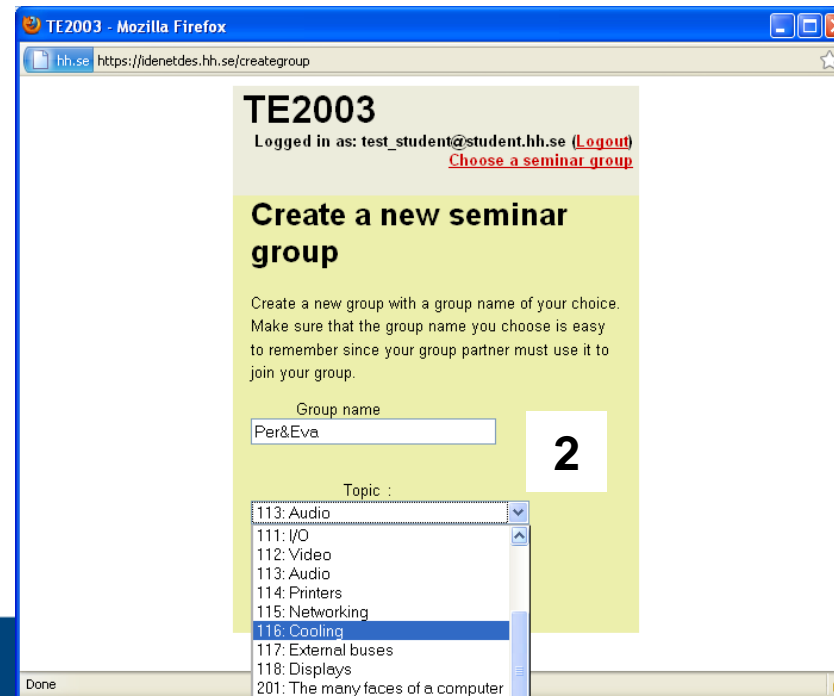 TE2003 - Mozilla Firefox
hh.se https://idenetdes.hh.se/creategroup
TE2003
Logged in as: test_student@student.hh.se (Logout)
Choose a seminar group
Create a new seminar
group
Create a new group with a group name of your choice.
Make sure that the group name you choose is easy
to remember since your group partner must use it to
join your group.
Group name
Per&Eva
2
Topic :
113: Audio
111: I/O
112: Video
113: Audio
114: Printers
115: Networking
116: Cooling
117: External buses
118: Displays
201: The many faces of a computer
Done